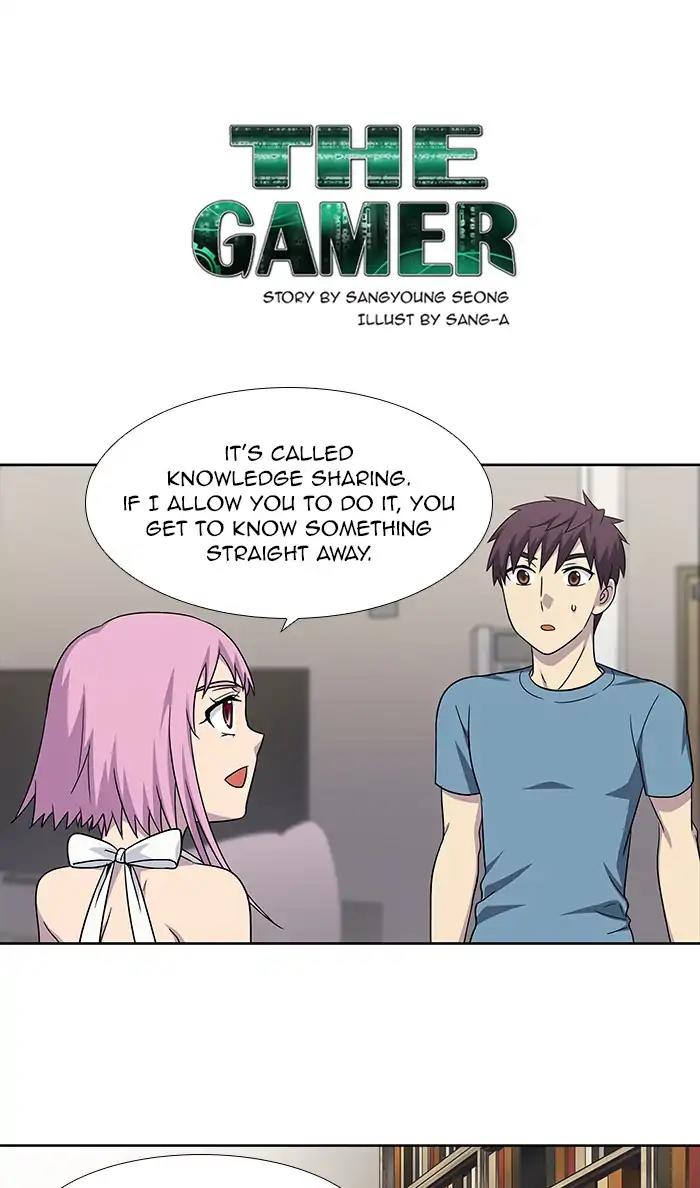 THE
GAMER
STORY BY SANGYOUNG SEONG
ILLUST BY SANG-A
IT'S CALLED
KNOWLEDGE SHARING.
IF I ALLOW YOU TO DO IT, YOU
GET TO KNOW SOMETHING
STRAIGHT AWAY.